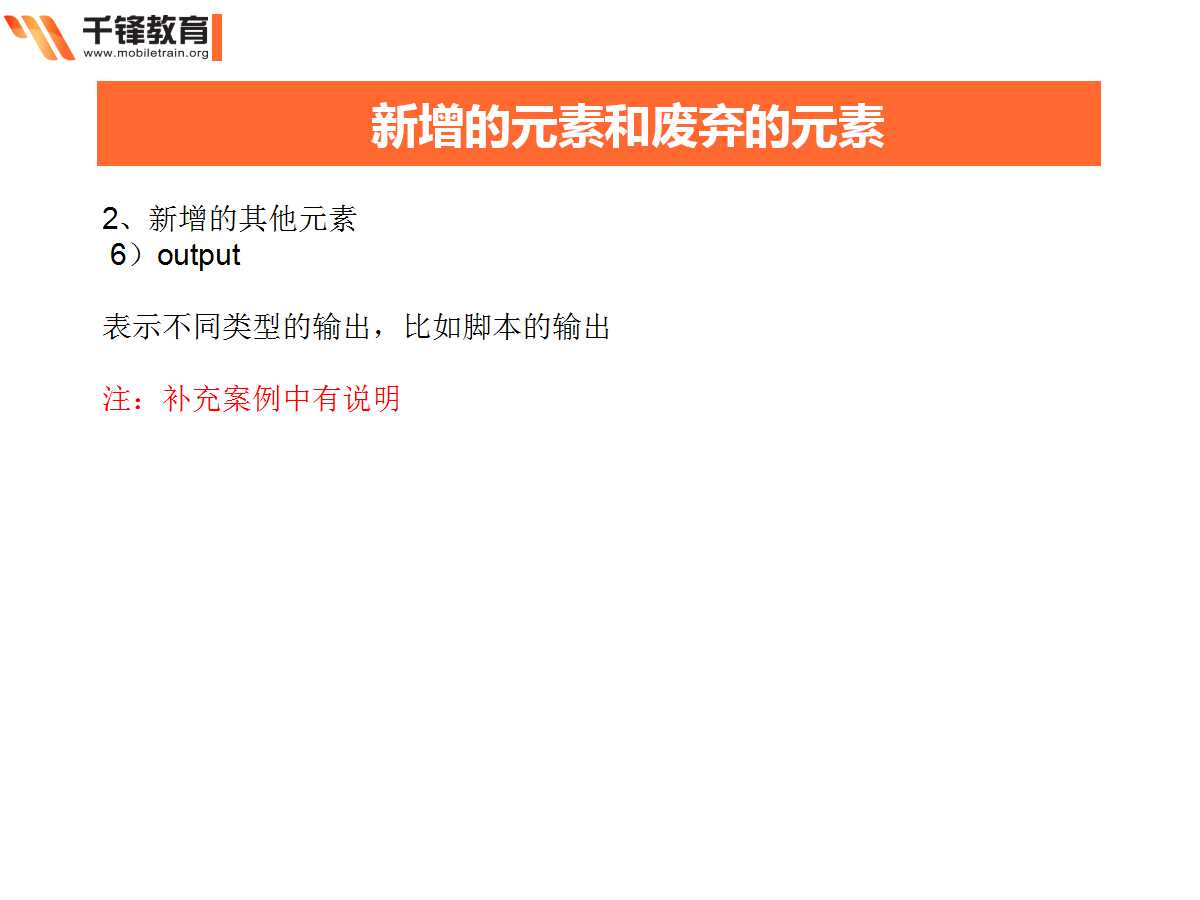 千锋教育
www.mobiletrain.org
新增的元素和废弃的元素
2、新增的其他元素
6）output
表示不同类型的输出，比如脚本的输出
注：补充案例中有说明